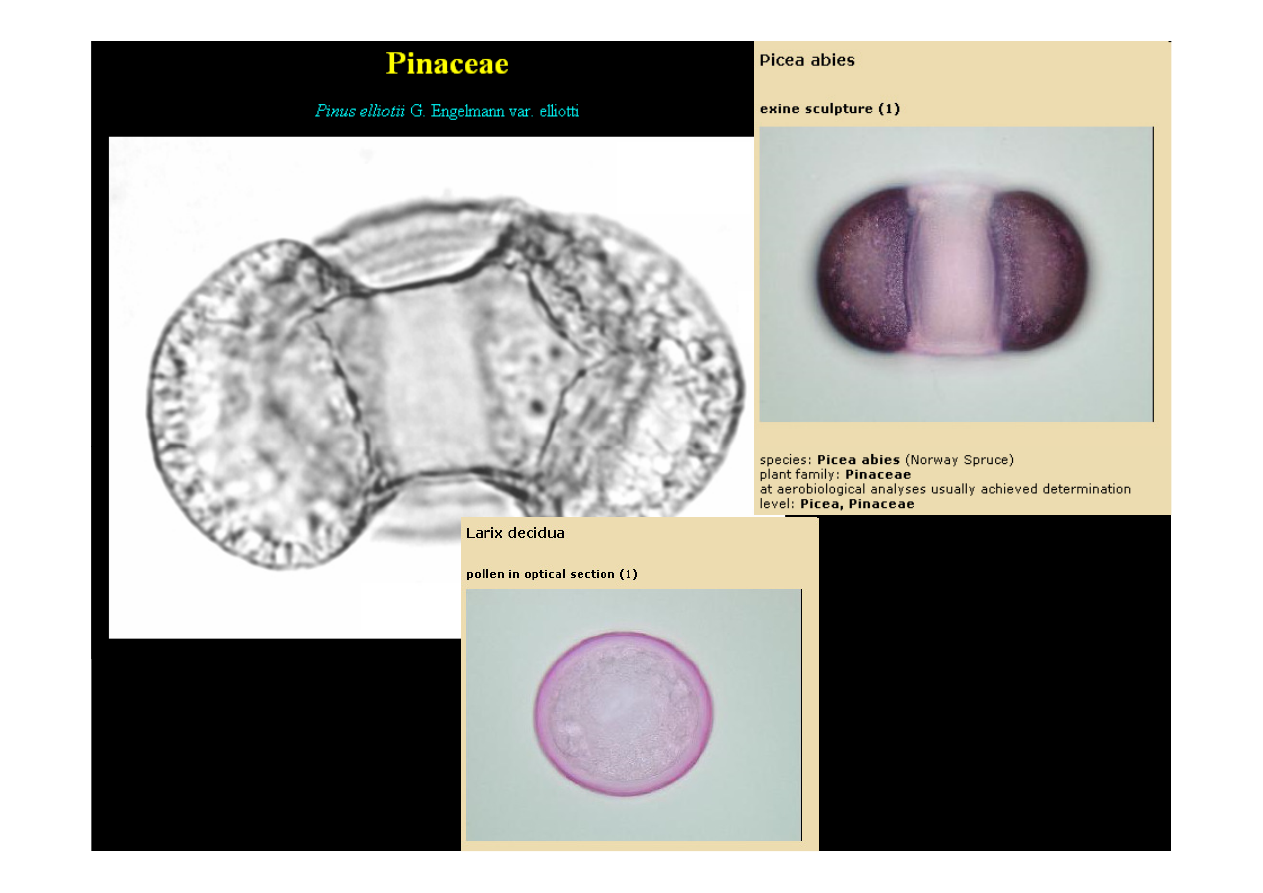 Pinaceae
Pinus elliotii G. Engelmann var. elliotti
Picea abies
exine sculpture (1)
species: Picea abies (Norway Spruce)
plant family: Pinaceae
at aerobiological analyses usually achieved determination
level: Picea, Pinaceae
Larix decidua
pollen in optical section (1)